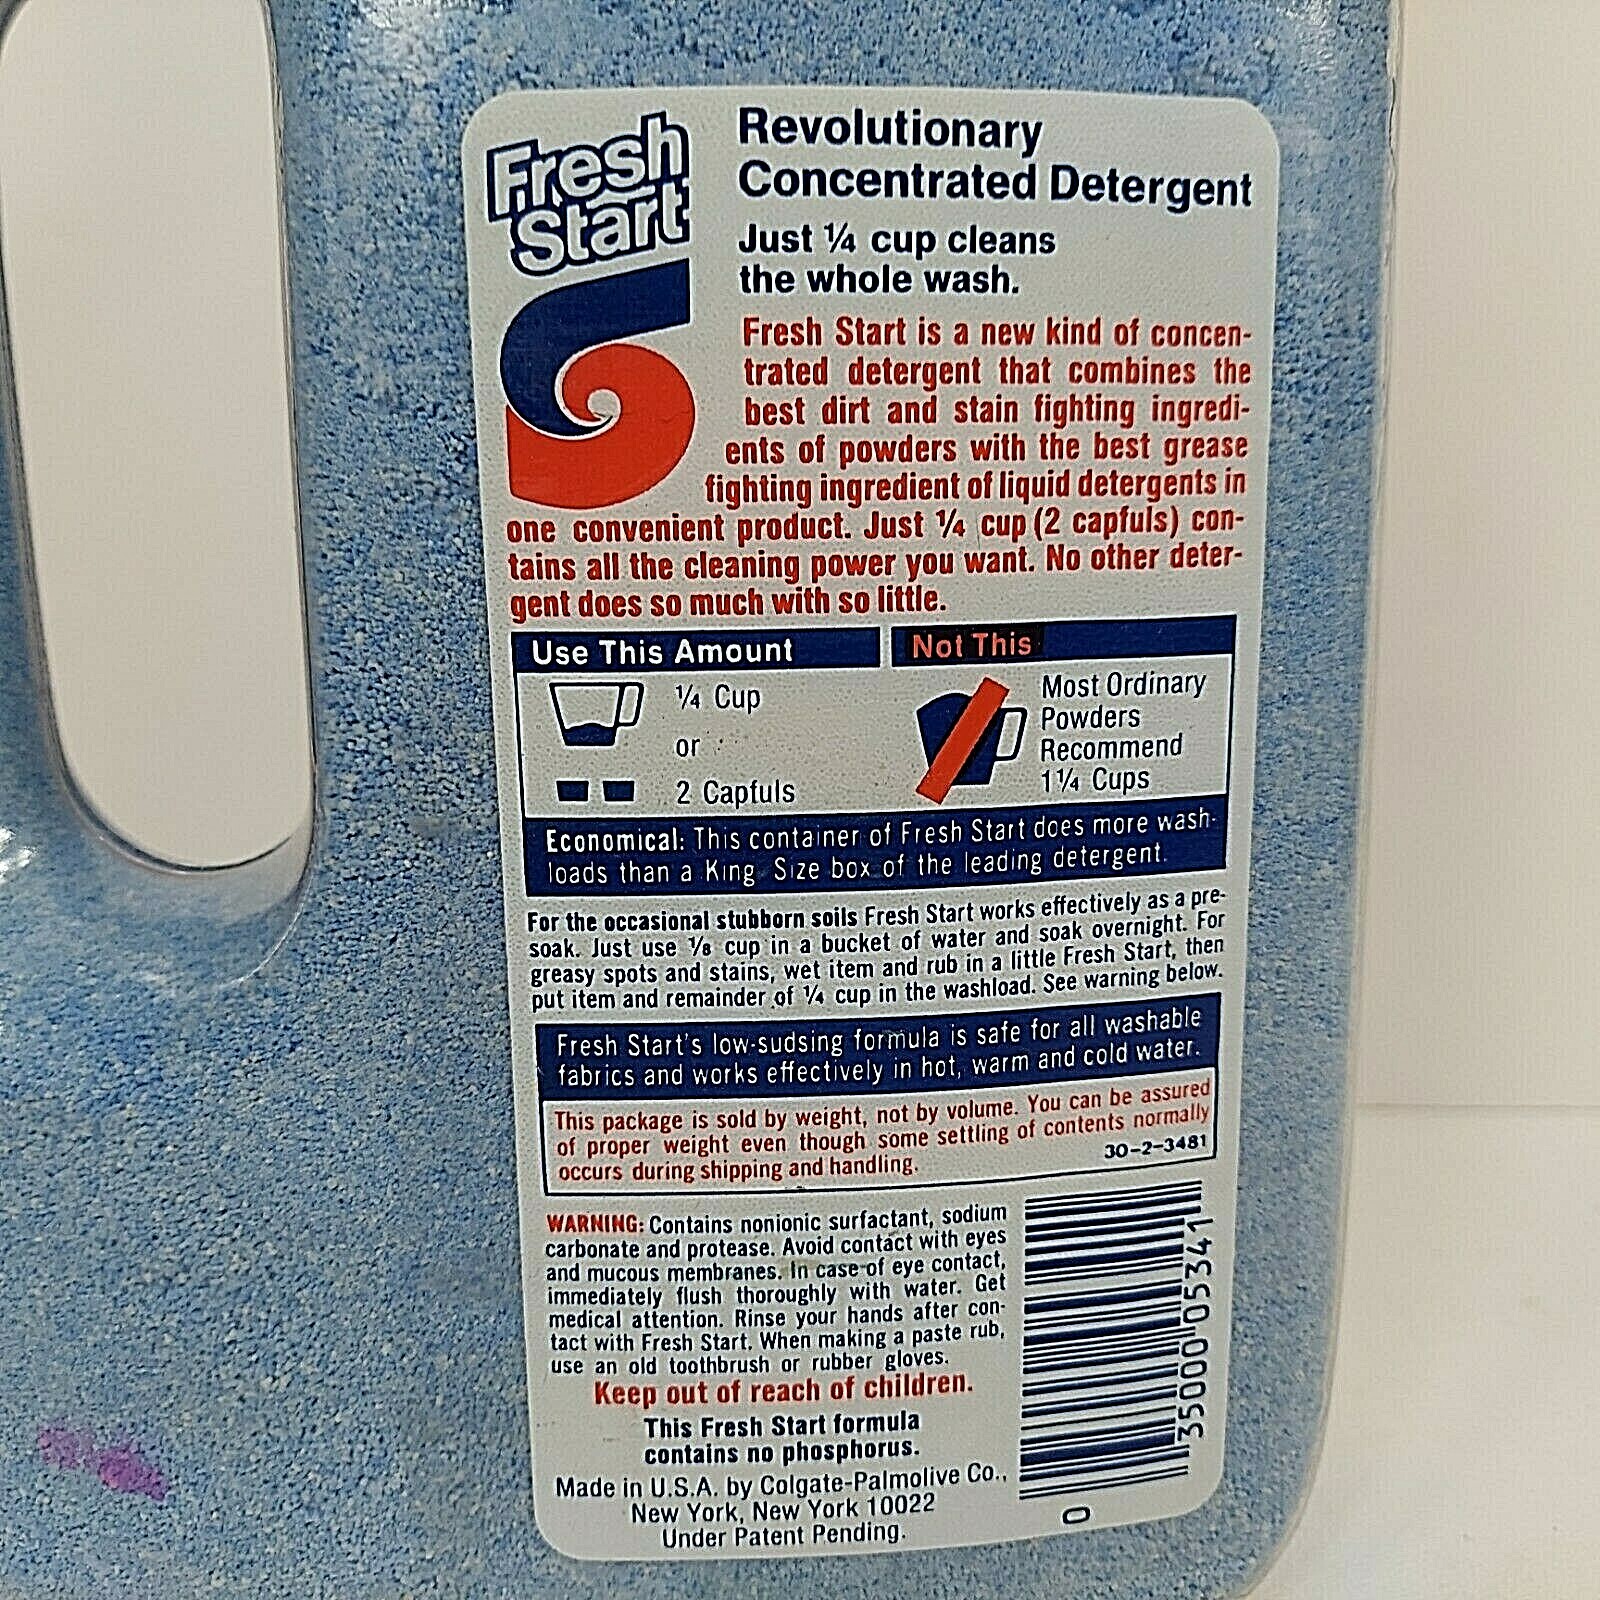 Fresh
Start
Revolutionary
Concentrated Detergent
Just ¼ cup cleans
the whole wash.
Fresh Start is a new kind of concen-
trated detergent that combines the
best dirt and stain fighting ingredi-
ents of powders with the best grease
fighting ingredient of liquid detergents in
one convenient product. Just ¼ cup (2 capfuls) con-
tains all the cleaning power you want. No other deter-
gent does so much with so little.
Use This Amount
¼ Cup
or
2 Capfuls
Not This
Most Ordinary
Powders
Recommend
1¼ Cups
Economical: This container of Fresh Start does more wash-
loads than a King Size box of the leading detergent.
For the occasional stubborn soils Fresh Start works effectively as a pre-
soak. Just use ⅛ cup in a bucket of water and soak overnight. For
greasy spots and stains, wet item and rub in a little Fresh Start, then
put item and remainder of ¼ cup in the washload. See warning below.
Fresh Start's low-sudsing formula is safe for all washable
fabrics and works effectively in hot, warm and cold water.
This package is sold by weight, not by volume. You can be assured
of proper weight even though some settling of contents normally
occurs during shipping and handling.
30-2-3481
WARNING: Contains nonionic surfactant, sodium
carbonate and protease. Avoid contact with eyes
and mucous membranes. In case of eye contact,
immediately flush thoroughly with water. Get
medical attention. Rinse your hands after con-
tact with Fresh Start. When making a paste rub,
use an old toothbrush or rubber gloves.
Keep out of reach of children.
This Fresh Start formula
contains no phosphorus.
Made in U.S.A. by Colgate-Palmolive Co.,
New York, New York 10022
Under Patent Pending.
0
35000 05341